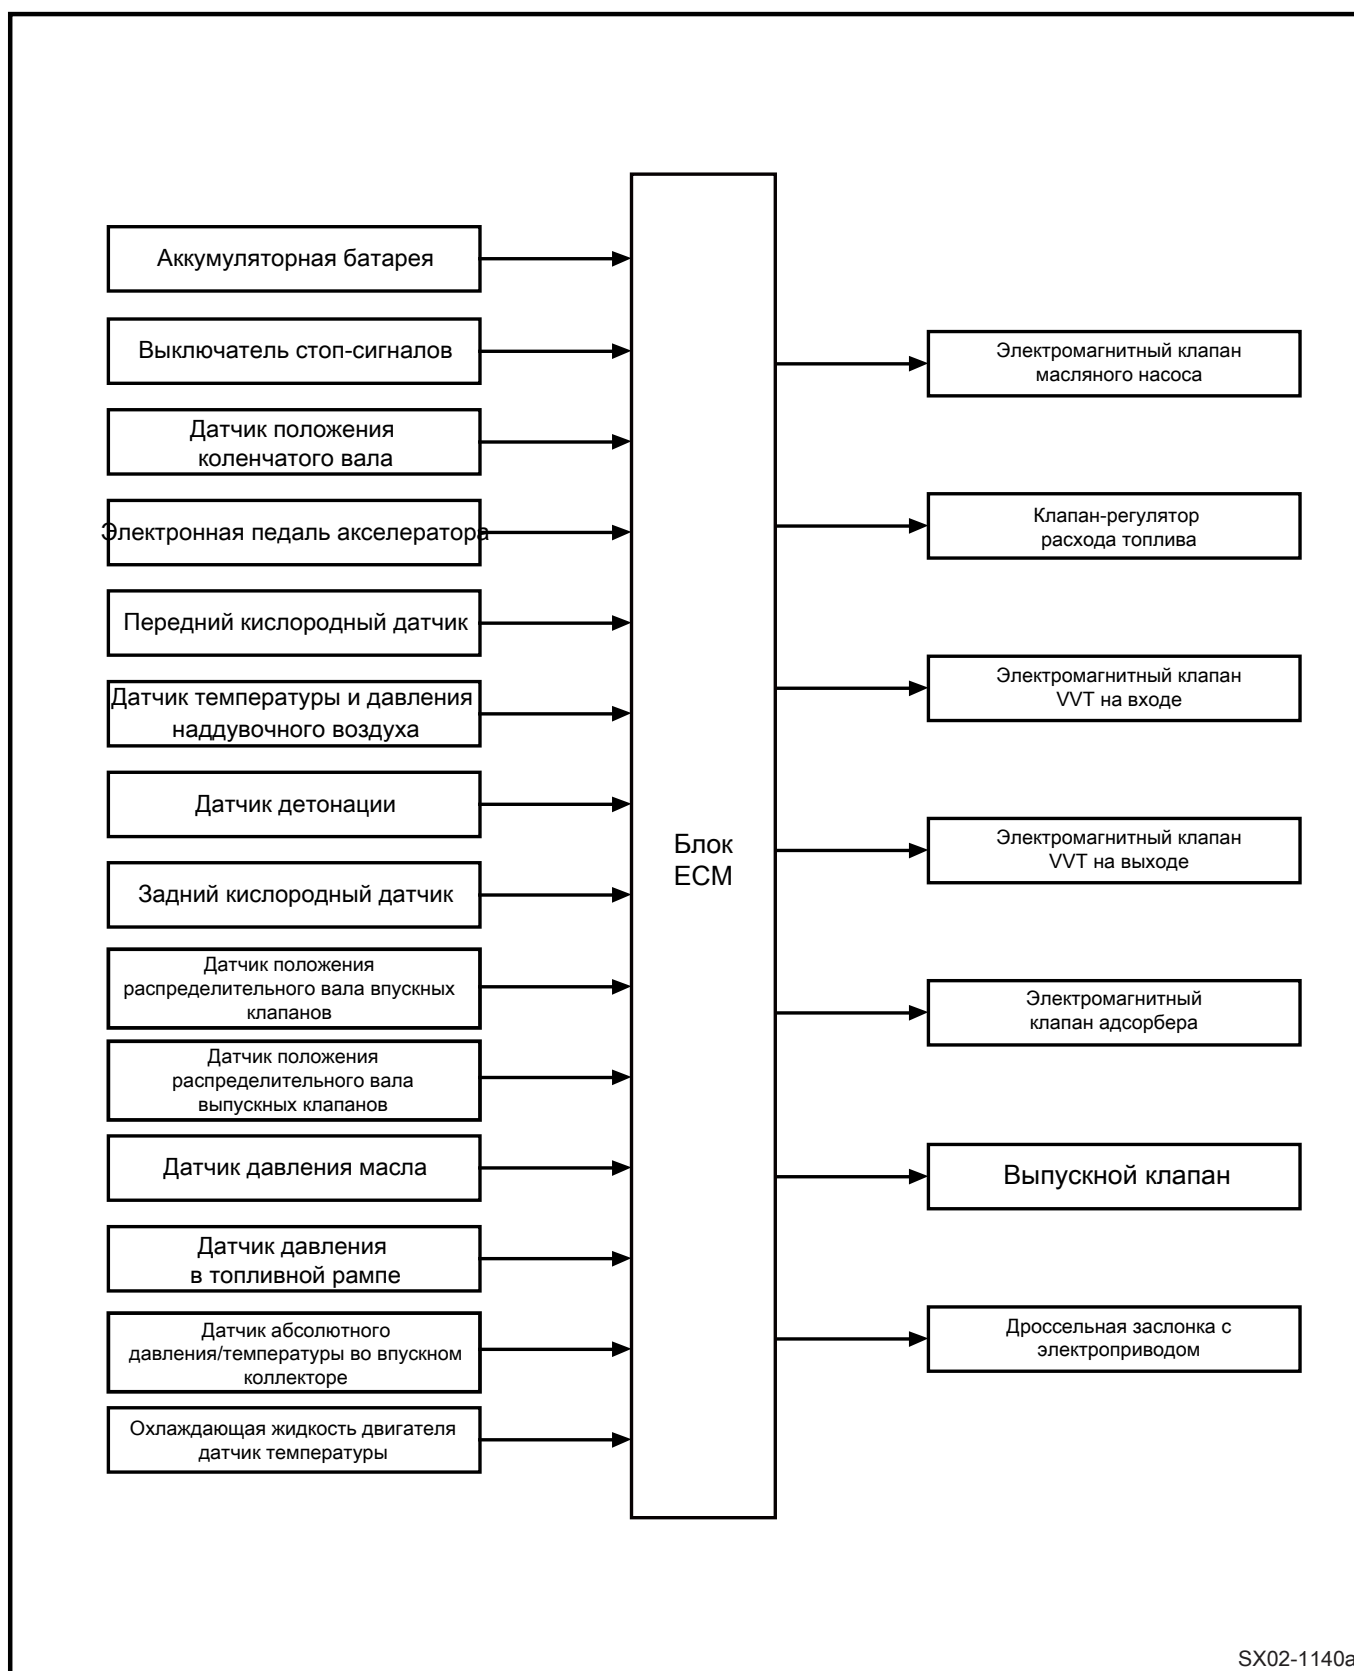 Аккумуляторная батарея
Выключатель стоп-сигналов
Датчик положения
коленчатого вала
Электронная педаль акселератора
Передний кислородный датчик
Датчик температуры и давления
наддувочного воздуха
Датчик детонации
Задний кислородный датчик
Датчик положения
распределительного вала впускных
клапанов
Датчик положения
распределительного вала
выпускных клапанов
Датчик давления масла
Датчик давления
в топливной рампе
Датчик абсолютного
давления/температуры во впускном
коллекторе
Охлаждающая жидкость двигателя
датчик температуры
Блок
ECM
Электромагнитный клапан
масляного насоса
Клапан-регулятор
расхода топлива
Электромагнитный клапан
VVT на входе
Электромагнитный клапан
VVT на выходе
Электромагнитный
клапан адсорбера
Выпускной клапан
Дроссельная заслонка с
электроприводом
SX02-1140a